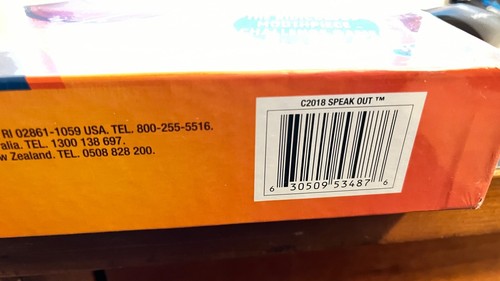 RI 02861-1059 USA. TEL. 800-255-5516.
alia. TEL. 1300 138 697.
w Zealand. TEL. 0508 828 200.
C2018 SPEAK OUT ™
6 30509 53487 6